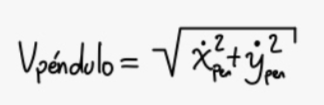 Vpéndulo = √(ẋ_pen² + ẏ_pen²)